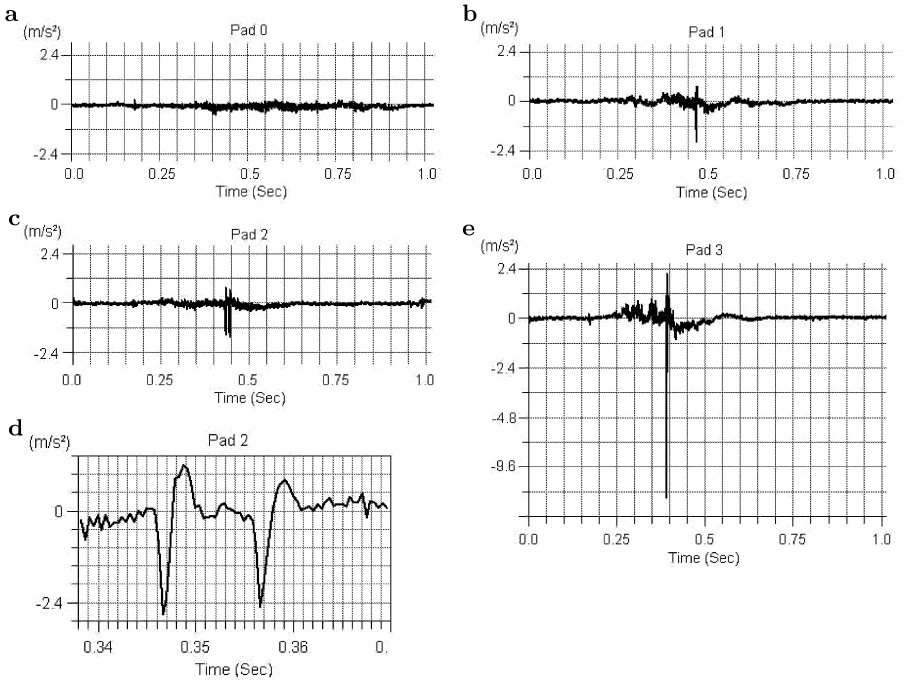 a
(m/s²)
Pad 0
2.4
0
-2.4
0.0 0.25 0.5 0.75 1.0
Time (Sec)
b
(m/s²)
Pad 1
2.4
0
-2.4
0.0 0.25 0.5 0.75 1.0
Time (Sec)
c
(m/s²)
Pad 2
2.4
0
-2.4
0.0 0.25 0.5 0.75 1.0
Time (Sec)
d
(m/s²)
Pad 2
0
-2.4
0.34 0.35 0.36 0.
Time (Sec)
e
(m/s²)
Pad 3
2.4
0
-2.4
-4.8
-9.6
0.0 0.25 0.5 0.75 1.0
Time (Sec)